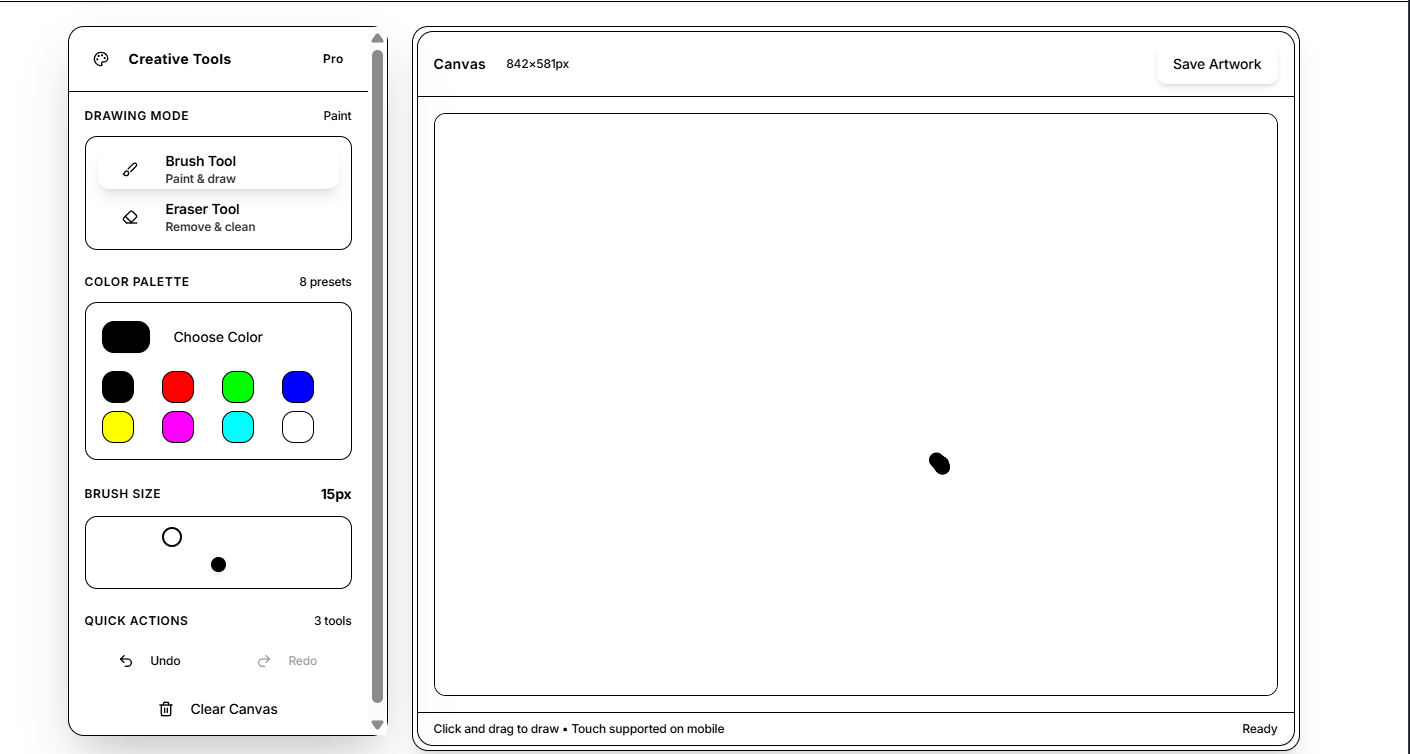 Creative Tools Pro
DRAWING MODE Paint
Brush Tool
Paint & draw
Eraser Tool
Remove & clean
COLOR PALETTE 8 presets
Choose Color
BRUSH SIZE 15px
QUICK ACTIONS 3 tools
Undo Redo
Clear Canvas
Canvas 842×581px Save Artwork
Click and drag to draw • Touch supported on mobile Ready